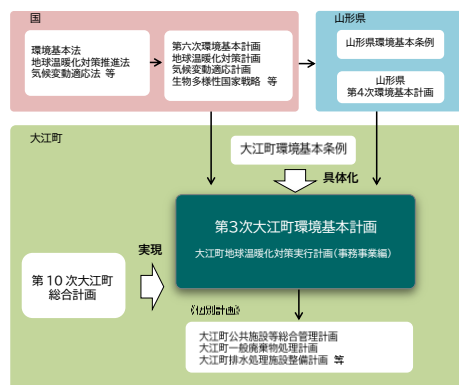 国
環境基本法
地球温暖化対策推進法
気候変動適応法 等
第六次環境基本計画
地球温暖化対策計画
気候変動適応計画
生物多様性国家戦略 等
山形県
山形県環境基本条例
山形県
第4次環境基本計画
大江町
大江町環境基本条例
具体化
第3次大江町環境基本計画
大江町地球温暖化対策実行計画(事務事業編)
実現
第10次大江町
総合計画
《個別計画》
大江町公共施設等総合管理計画
大江町一般廃棄物処理計画
大江町排水処理施設整備計画 等